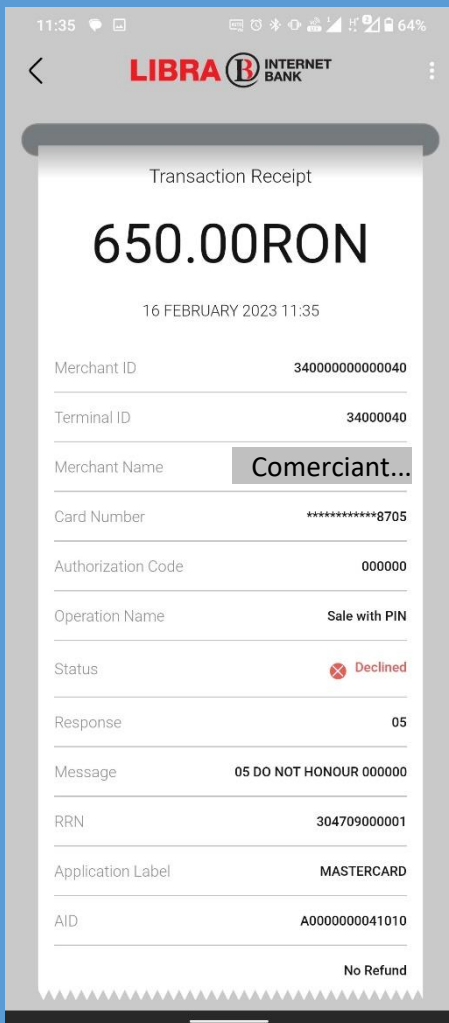 11:35 64%
LIBRA B INTERNET
BANK
Transaction Receipt
650.00RON
16 FEBRUARY 2023 11:35
Merchant ID 340000000000040
Terminal ID 34000040
Merchant Name Comerciant...
Card Number ************8705
Authorization Code 000000
Operation Name Sale with PIN
Status Declined
Response 05
Message 05 DO NOT HONOUR 000000
RRN 304709000001
Application Label MASTERCARD
AID A0000000041010
No Refund